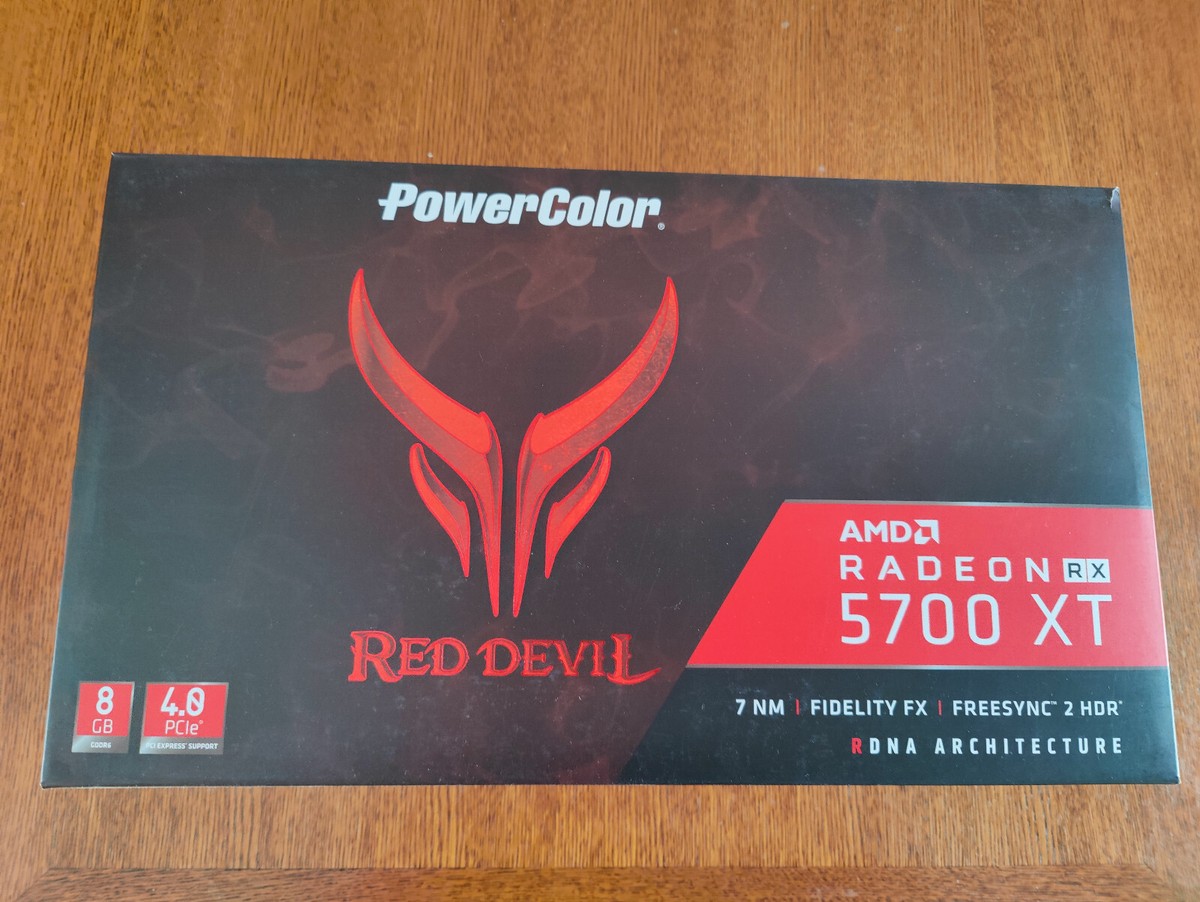 PowerColor®
RED DEVIL
AMD
RADEON RX
5700 XT
8
GB
GDDR6
4.0
PCIe®
PCI EXPRESS® SUPPORT
7 NM | FIDELITY FX | FREESYNC™ 2 HDR*
RDNA ARCHITECTURE